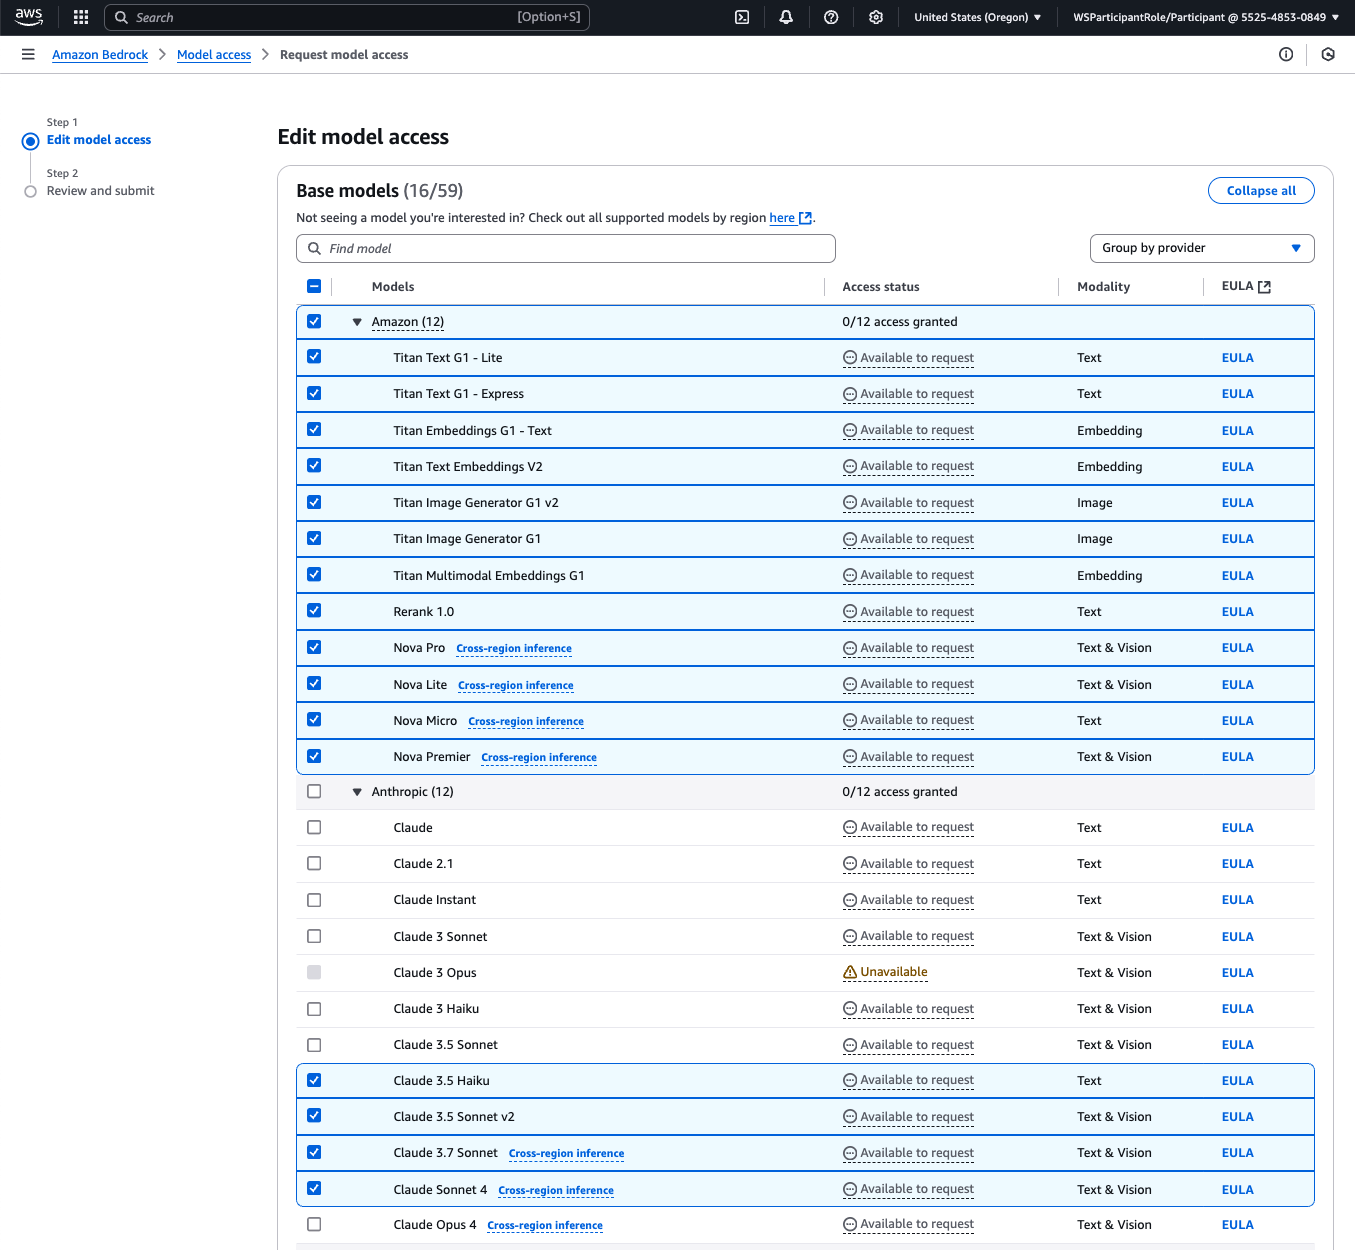 aws Search [Option+S] United States (Oregon) WSParticipantRole/Participant @ 5525-4853-0849
Amazon Bedrock Model access Request model access
Step 1
Edit model access
Step 2
Review and submit
Edit model access
Base models (16/59) Collapse all
Not seeing a model you're interested in? Check out all supported models by region here.
Find model Group by provider
Models Access status Modality EULA
Amazon (12) 0/12 access granted
Titan Text G1 - Lite Available to request Text EULA
Titan Text G1 - Express Available to request Text EULA
Titan Embeddings G1 - Text Available to request Embedding EULA
Titan Text Embeddings V2 Available to request Embedding EULA
Titan Image Generator G1 v2 Available to request Image EULA
Titan Image Generator G1 Available to request Image EULA
Titan Multimodal Embeddings G1 Available to request Embedding EULA
Rerank 1.0 Available to request Text EULA
Nova Pro Cross-region inference Available to request Text & Vision EULA
Nova Lite Cross-region inference Available to request Text & Vision EULA
Nova Micro Cross-region inference Available to request Text EULA
Nova Premier Cross-region inference Available to request Text & Vision EULA
Anthropic (12) 0/12 access granted
Claude Available to request Text EULA
Claude 2.1 Available to request Text EULA
Claude Instant Available to request Text EULA
Claude 3 Sonnet Available to request Text & Vision EULA
Claude 3 Opus Unavailable Text & Vision EULA
Claude 3 Haiku Available to request Text & Vision EULA
Claude 3.5 Sonnet Available to request Text & Vision EULA
Claude 3.5 Haiku Available to request Text EULA
Claude 3.5 Sonnet v2 Available to request Text & Vision EULA
Claude 3.7 Sonnet Cross-region inference Available to request Text & Vision EULA
Claude Sonnet 4 Cross-region inference Available to request Text & Vision EULA
Claude Opus 4 Cross-region inference Available to request Text & Vision EULA